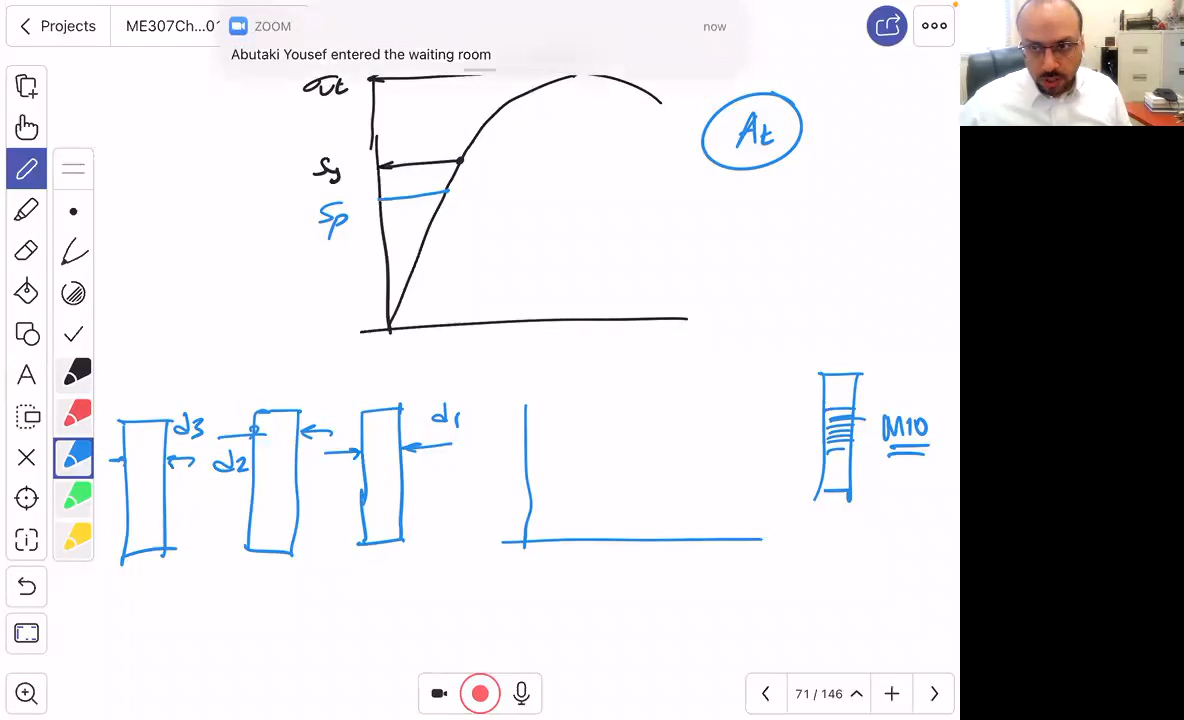 Projects
ME307Ch...01
ZOOM
now
Abutaki Yousef entered the waiting room
σut
Sy
Sp
At
d3
d2
d1
M10
A
71 / 146